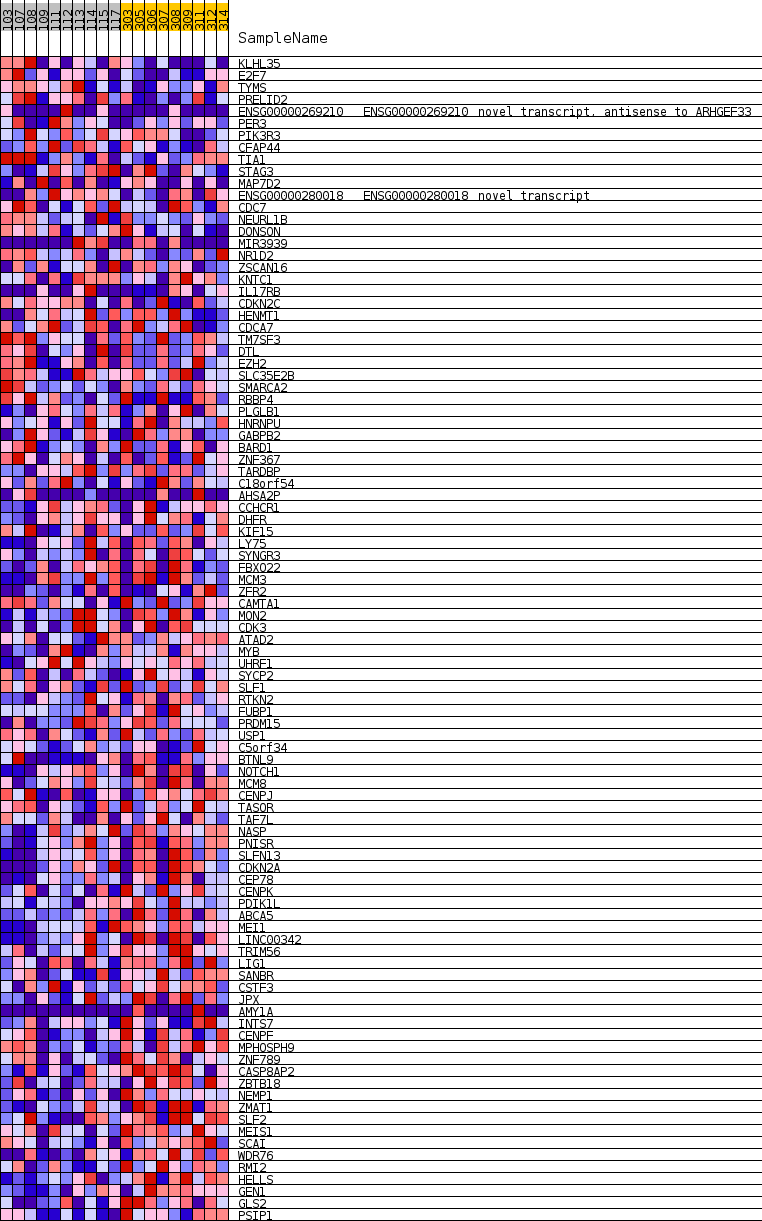 103 107 108 109 111 112 113 114 115 117 303 305 306 307 308 309 311 312 314
SampleName
KLHL35
E2F7
TYMS
PRELID2
ENSG00000269210 ENSG00000269210 novel transcript, antisense to ARHGEF33
PER3
PIK3R3
CFAP44
TIA1
STAG3
MAP7D2
ENSG00000280018 ENSG00000280018 novel transcript
CDC7
NEURL1B
DONSON
MIR3939
NR1D2
ZSCAN16
KNTC1
IL17RB
CDKN2C
HENMT1
CDCA7
TM7SF3
DTL
EZH2
SLC35E2B
SMARCA2
RBBP4
PLGLB1
HNRNPU
GABPB2
BARD1
ZNF367
TARDBP
C18orf54
AHSA2P
CCHCR1
DHFR
KIF15
LY75
SYNGR3
FBXO22
MCM3
ZFR2
CAMTA1
MON2
CDK3
ATAD2
MYB
UHRF1
SYCP2
SLF1
RTKN2
FUBP1
PRDM15
USP1
C5orf34
BTNL9
NOTCH1
MCM8
CENPJ
TASOR
TAF7L
NASP
PNISR
SLFN13
CDKN2A
CEP78
CENPK
PDIK1L
ABCA5
MEI1
LINC00342
TRIM56
LIG1
SANBR
CSTF3
JPX
AMY1A
INTS7
CENPF
MPHOSPH9
ZNF789
CASP8AP2
ZBTB18
NEMP1
ZMAT1
SLF2
MEIS1
SCAI
WDR76
RMI2
HELLS
GEN1
GLS2
PSIP1